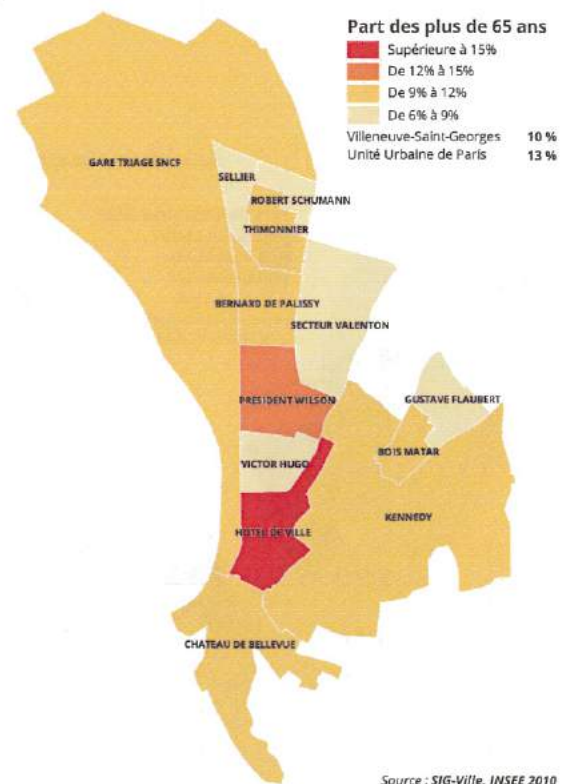 Part des plus de 65 ans
Supérieure à 15%
De 12% à 15%
De 9% à 12%
De 6% à 9%
Villeneuve-Saint-Georges 10 %
Unité Urbaine de Paris 13 %
GARE TRIAGE SNCF
SELLIER
ROBERT SCHUMANN
THIMONNIER
BERNARD DE PALISSY
SECTEUR VALENTON
PRESIDENT WILSON
GUSTAVE FLAUBERT
BOIS MATAR
VICTOR HUGO
KENNEDY
HOTEL DE VILLE
CHATEAU DE BELLEVUE
Source : SIG-Ville, INSEE 2010